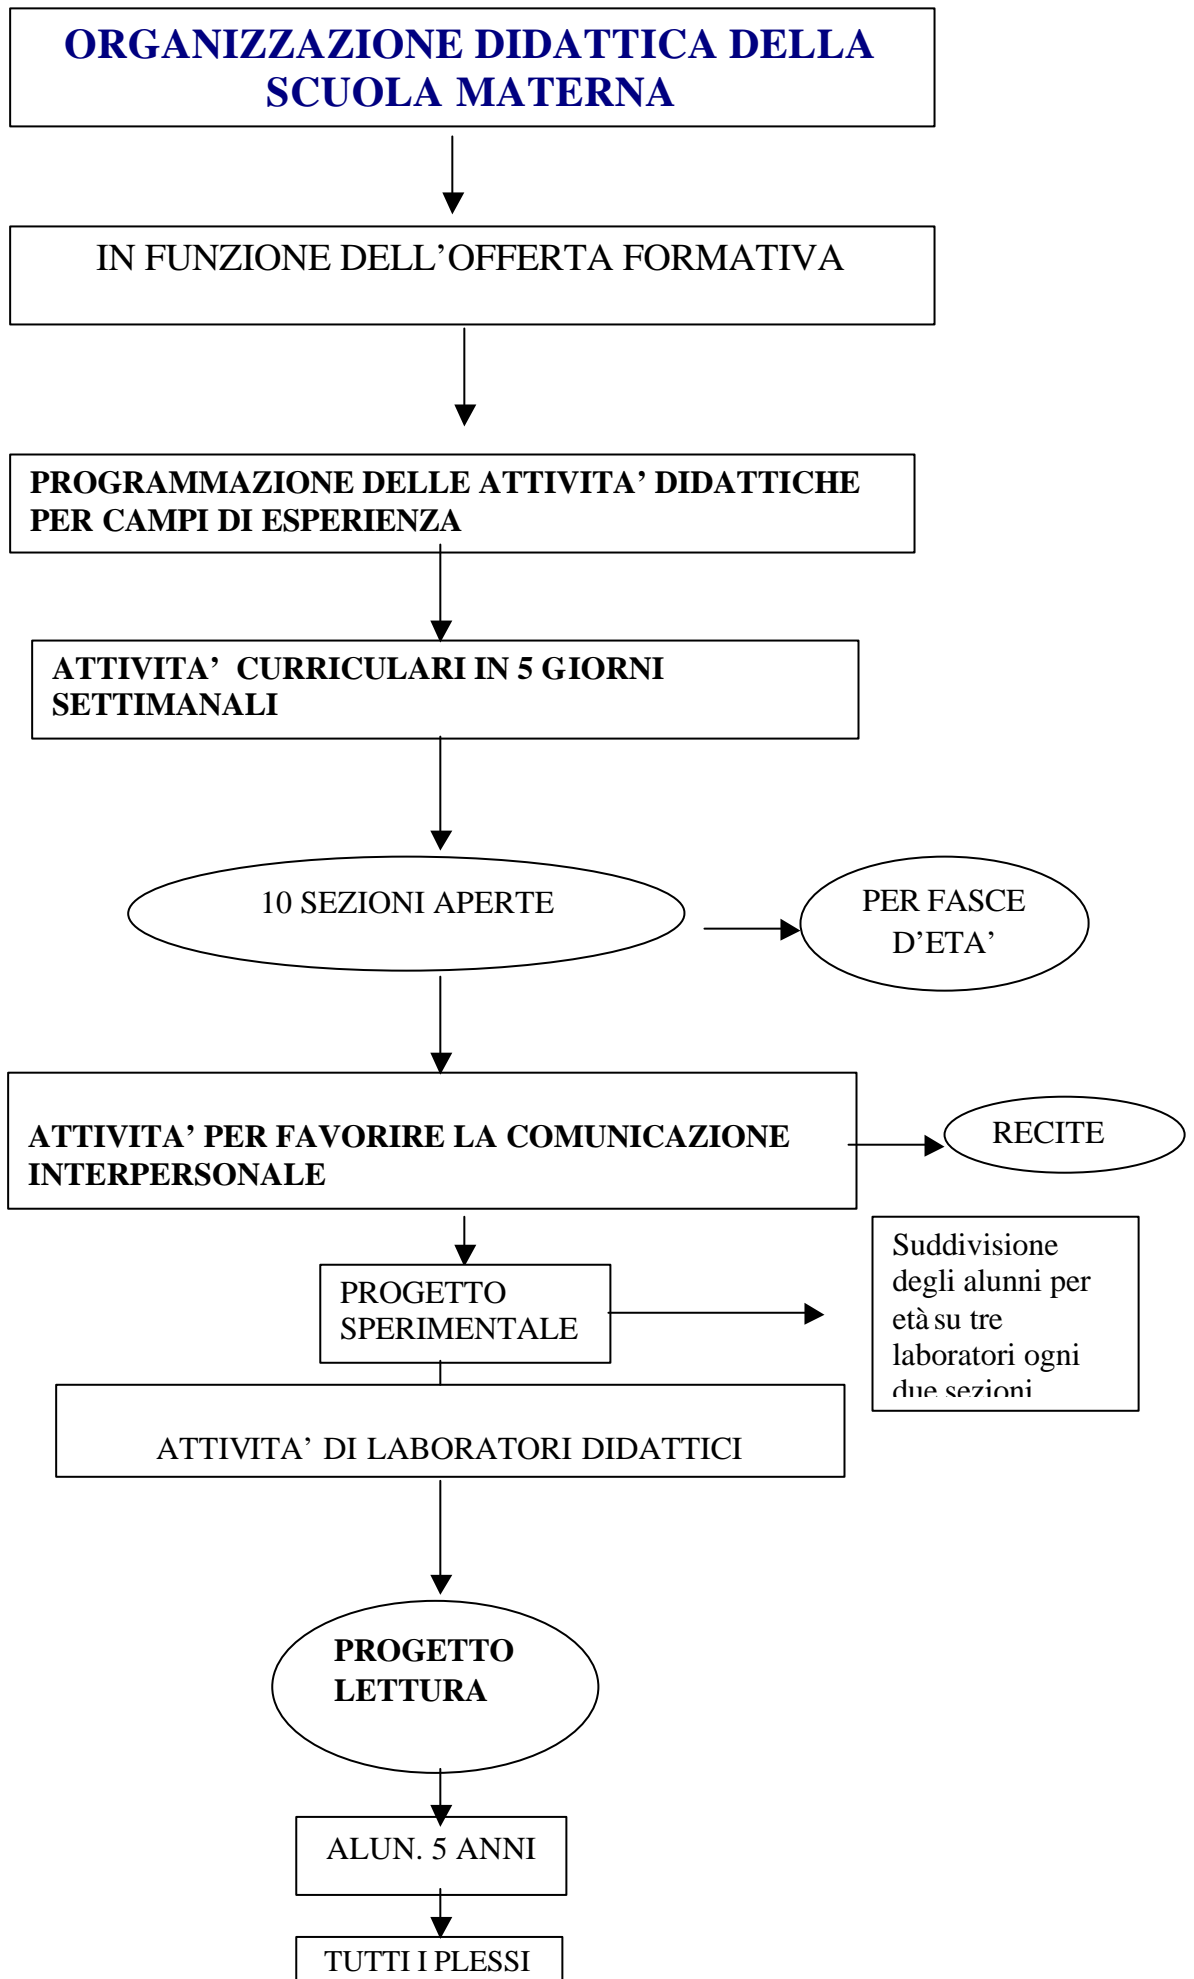 ORGANIZZAZIONE DIDATTICA DELLA
SCUOLA MATERNA
IN FUNZIONE DELL’OFFERTA FORMATIVA
PROGRAMMAZIONE DELLE ATTIVITA’ DIDATTICHE
PER CAMPI DI ESPERIENZA
ATTIVITA’ CURRICULARI IN 5 GIORNI
SETTIMANALI
10 SEZIONI APERTE
PER FASCE
D’ETA’
ATTIVITA’ PER FAVORIRE LA COMUNICAZIONE
INTERPERSONALE
RECITE
PROGETTO
SPERIMENTALE
Suddivisione
degli alunni per
età su tre
laboratori ogni
due sezioni
ATTIVITA’ DI LABORATORI DIDATTICI
PROGETTO
LETTURA
ALUN. 5 ANNI
TUTTI I PLESSI